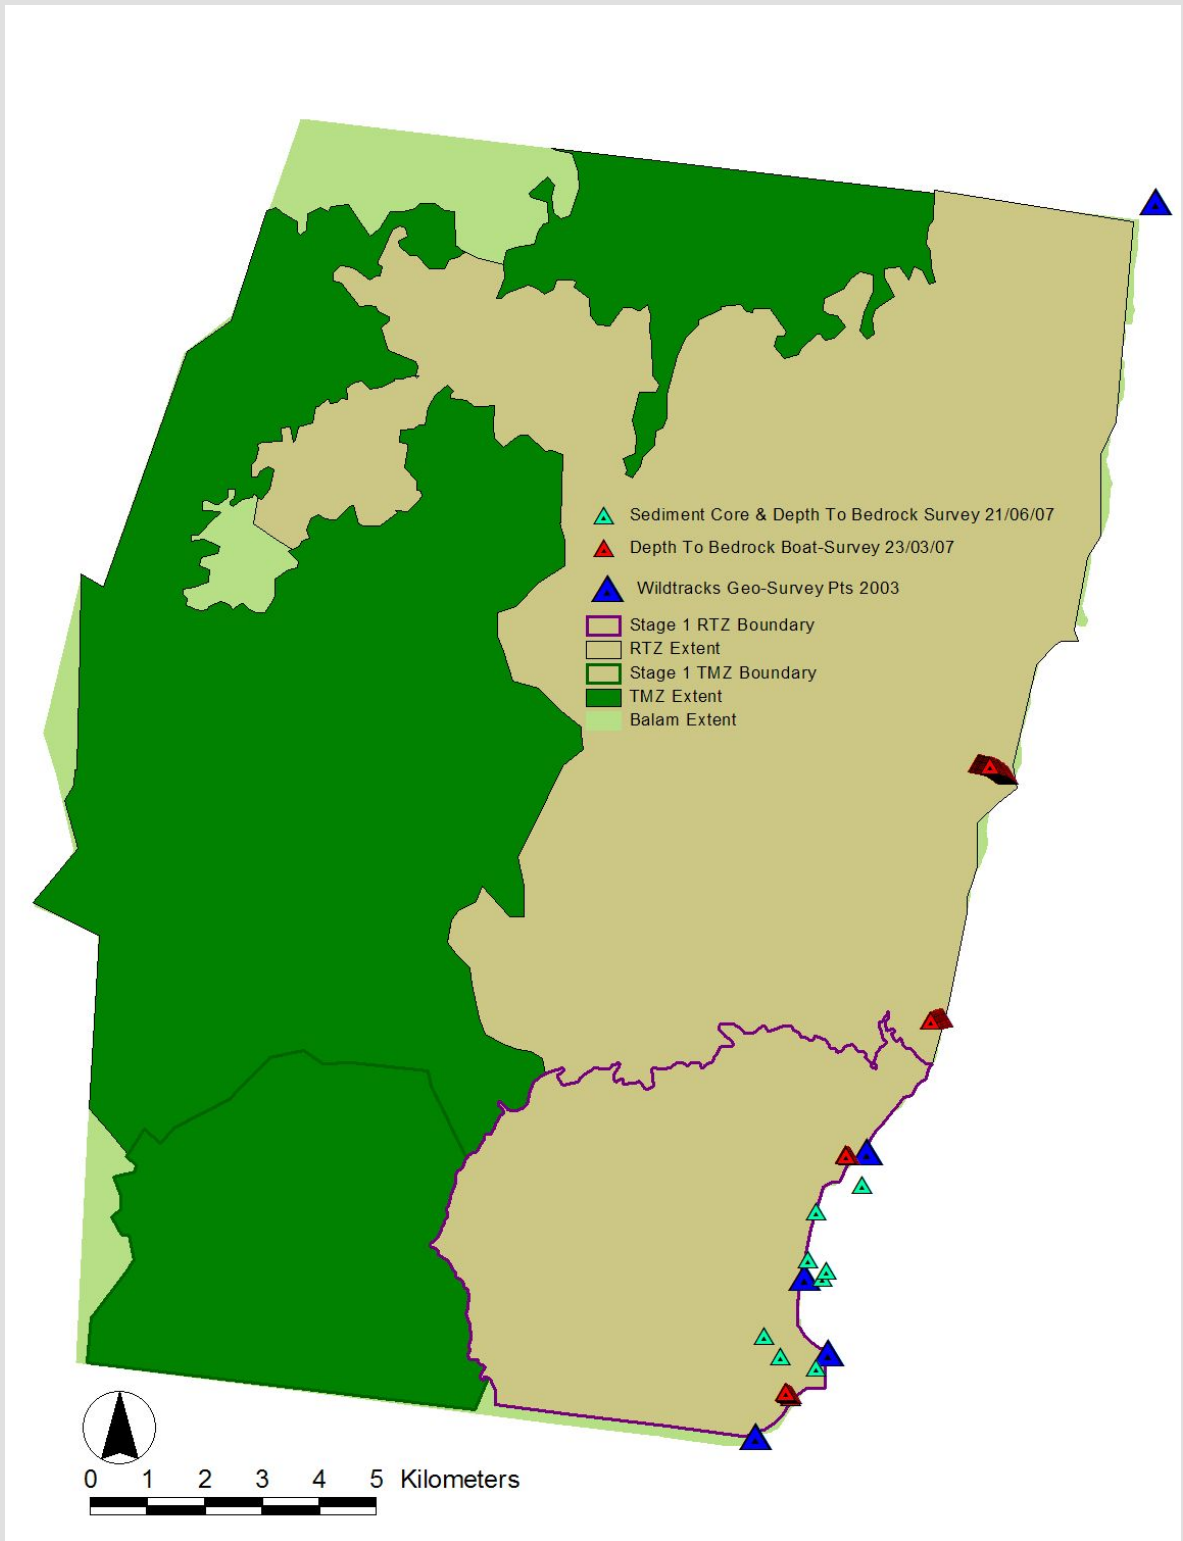 Sediment Core & Depth To Bedrock Survey 21/06/07
Depth To Bedrock Boat-Survey 23/03/07
Wildtracks Geo-Survey Pts 2003
Stage 1 RTZ Boundary
RTZ Extent
Stage 1 TMZ Boundary
TMZ Extent
Balam Extent
0 1 2 3 4 5 Kilometers